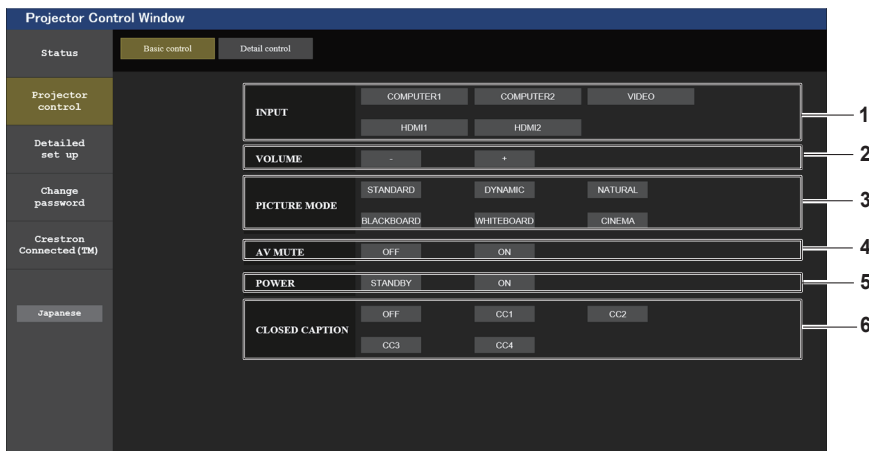 Projector Control Window
Status
Basic control
Detail control
Projector
control
Detailed
set up
Change
password
Crestron
Connected(TM)
Japanese
INPUT
COMPUTER1
COMPUTER2
VIDEO
HDMI1
HDMI2
1
VOLUME
-
+
2
PICTURE MODE
STANDARD
DYNAMIC
NATURAL
BLACKBOARD
WHITEBOARD
CINEMA
3
AV MUTE
OFF
ON
4
POWER
STANDBY
ON
5
CLOSED CAPTION
OFF
CC1
CC2
CC3
CC4
6